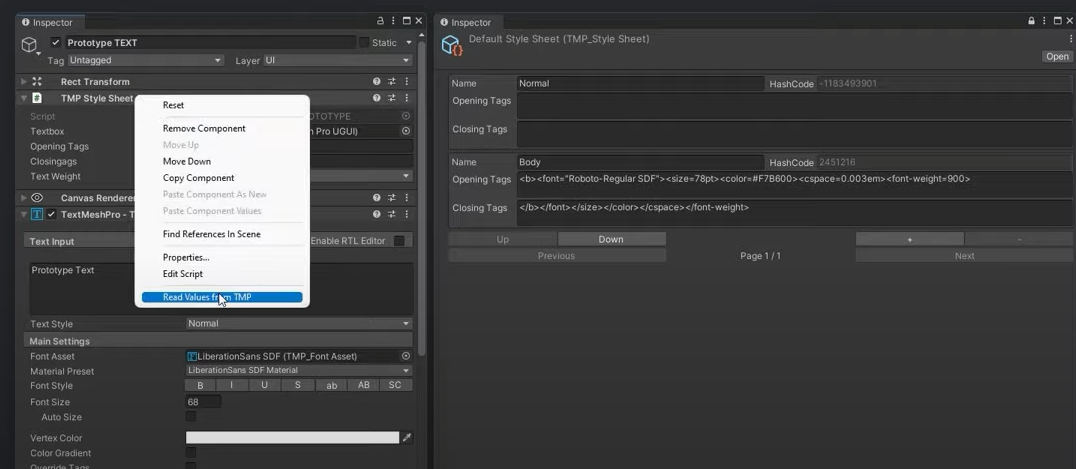 Inspector
Prototype TEXT
Static
Tag Untagged Layer UI
Rect Transform
TMP Style Sheet
Script OTOTYPE
Textbox Pro UGUI)
Opening Tags
Closingags
Text Weight
Canvas Renderer
TextMeshPro - T
Text Input Enable RTL Editor
Prototype Text
Text Style Normal
Main Settings
Font Asset LiberationSans SDF (TMP_Font Asset)
Material Preset LiberationSans SDF Material
Font Style B I U S ab AB SC
Font Size 68
Auto Size
Vertex Color
Color Gradient
Override Tags
Reset
Remove Component
Move Up
Move Down
Copy Component
Paste Component As New
Paste Component Values
Find References In Scene
Properties...
Edit Script
Read Values from TMP
Inspector
Default Style Sheet (TMP_Style Sheet)
Open
Name Normal HashCode -1183493901
Opening Tags
Closing Tags
Name Body HashCode 2451216
Opening Tags <b><font="Roboto-Regular SDF"><size=78pt><color=#F7B600><cspace=0.003em><font-weight=900>
Closing Tags </b></font></size></color></cspace></font-weight>
Up Down + -
Previous Page 1 / 1 Next